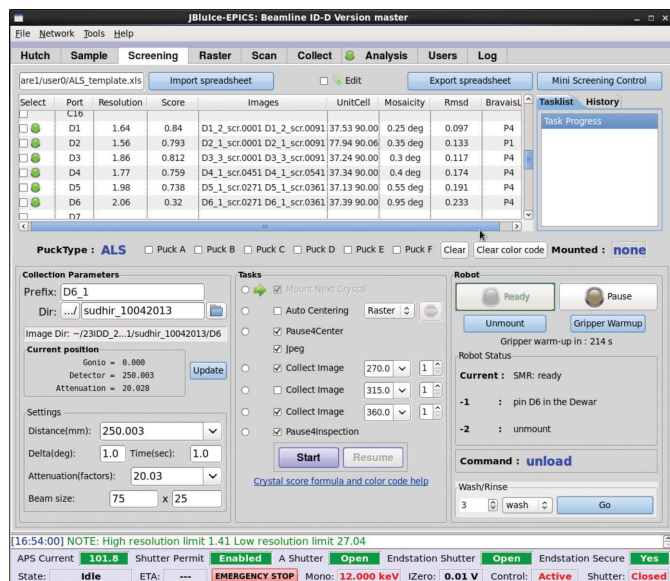 JBluIce-EPICS: Beamline ID-D Version master
File Network Tools Help
Hutch Sample Screening Raster Scan Collect Analysis Users Log
are1/user0/ALS_template.xls Import spreadsheet Edit Export spreadsheet Mini Screening Control
Select Port Resolution Score Images UnitCell Mosaicity Rmsd BravaisL Tasklist History
C16
Task Progress
D1 1.64 0.84 D1_2_scr.0001 D1_2_scr.0091 37.53 90.00 0.25 deg 0.097 P4
D2 1.56 0.793 D2_1_scr.0001 D2_1_scr.0091 77.94 90.06 0.35 deg 0.133 P1
D3 1.86 0.812 D3_3_scr.0001 D3_3_scr.0091 37.24 90.00 0.3 deg 0.117 P4
D4 1.77 0.759 D4_1_scr.0451 D4_1_scr.0541 37.34 90.00 0.4 deg 0.174 P4
D5 1.98 0.738 D5_1_scr.0271 D5_1_scr.0361 37.13 90.00 0.55 deg 0.191 P4
D6 2.06 0.32 D6_1_scr.0271 D6_1_scr.0361 37.39 90.00 0.95 deg 0.233 P4
D7
PuckType : ALS Puck A Puck B Puck C Puck D Puck E Puck F Clear Clear color code Mounted : none
Collection Parameters
Prefix: D6_1
Dir: .../ sudhir_10042013
Image Dir: ~/23IDD_2...1/sudhir_10042013/D6
Current position
Gonio = 0.000
Detector = 250.003
Attenuation = 20.028
Update
Settings
Distance(mm): 250.003
Delta(deg): 1.0 Time(sec): 1.0
Attenuation(factors): 20.03
Beam size: 75 x 25
Tasks
Mount Next Crystal
Auto Centering Raster
Pause4Center
Jpeg
Collect Image 270.0 1
Collect Image 315.0 1
Collect Image 360.0 1
Pause4Inspection
Start Resume
Crystal score formula and color code help
Robot
Ready Pause
Unmount Gripper Warmup
Gripper warm-up in : 214 s
Robot Status
Current : SMR: ready
-1 : pin D6 in the Dewar
-2 : unmount
Command : unload
Wash/Rinse
3 wash Go
[16:54:00] NOTE: High resolution limit 1.41 Low resolution limit 27.04
APS Current 101.8 Shutter Permit Enabled A Shutter Open Endstation Shutter Open Endstation Secure Yes
State: Idle ETA: --- EMERGENCY STOP Mono: 12.000 keV IZero: 0.01 V Control: Active Shutter: Close